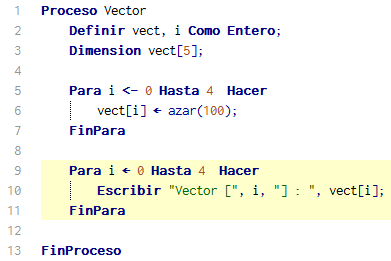 1 Proceso Vector
2 Definir vect, i Como Entero;
3 Dimension vect[5];
4
5 Para i <- 0 Hasta 4 Hacer
6 vect[i] ← azar(100);
7 FinPara
8
9 Para i ← 0 Hasta 4 Hacer
10 Escribir "Vector [", i, "] : ", vect[i];
11 FinPara
12
13 FinProceso